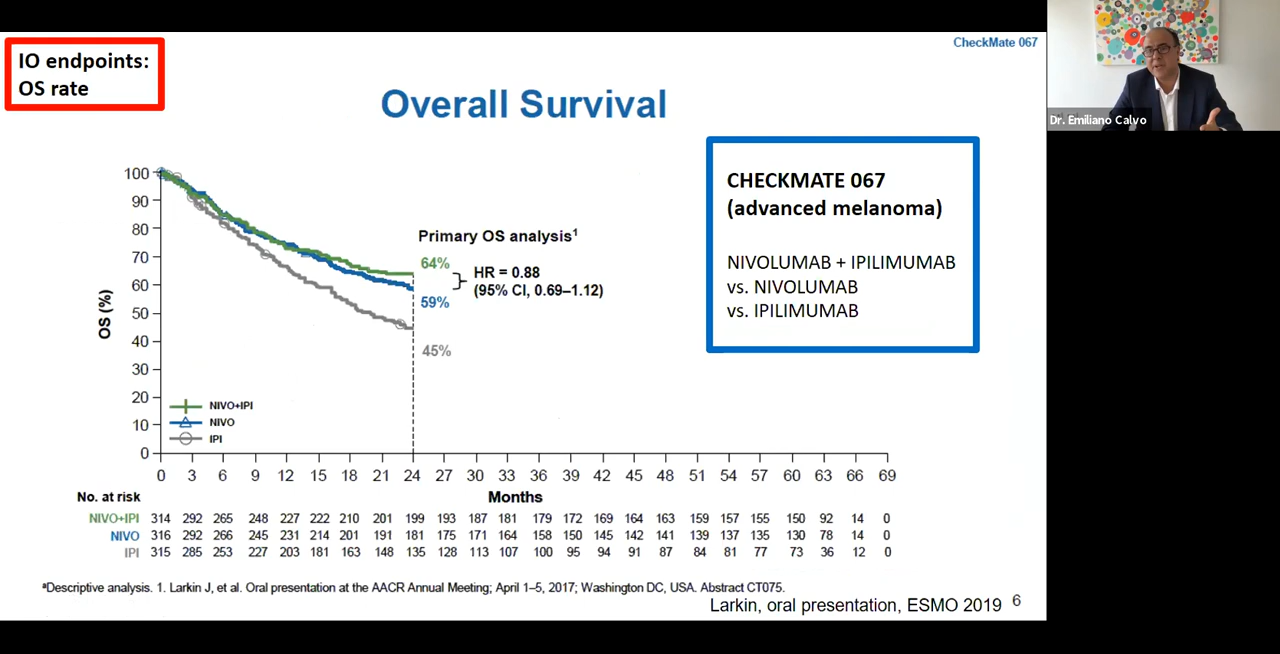 CheckMate 067
IO endpoints:
OS rate
Overall Survival
Dr. Emiliano Calvo
CHECKMATE 067
(advanced melanoma)
NIVOLUMAB + IPILIMUMAB
vs. NIVOLUMAB
vs. IPILIMUMAB
OS (%)
100
90
80
70
60
50
40
30
20
10
0
Primary OS analysis¹
64%
HR = 0.88
(95% CI, 0.69–1.12)
59%
45%
NIVO+IPI
NIVO
IPI
0 3 6 9 12 15 18 21 24 27 30 33 36 39 42 45 48 51 54 57 60 63 66 69
Months
No. at risk
NIVO+IPI 314 292 265 248 227 222 210 201 199 193 187 181 179 172 169 164 163 159 157 155 150 92 14 0
NIVO 316 292 266 245 231 214 201 191 181 175 171 164 158 150 145 142 141 139 137 135 130 78 14 0
IPI 315 285 253 227 203 181 163 148 135 128 113 107 100 95 94 91 87 84 81 77 73 36 12 0
ªDescriptive analysis. 1. Larkin J, et al. Oral presentation at the AACR Annual Meeting; April 1–5, 2017; Washington DC, USA. Abstract CT075.
Larkin, oral presentation, ESMO 2019 6